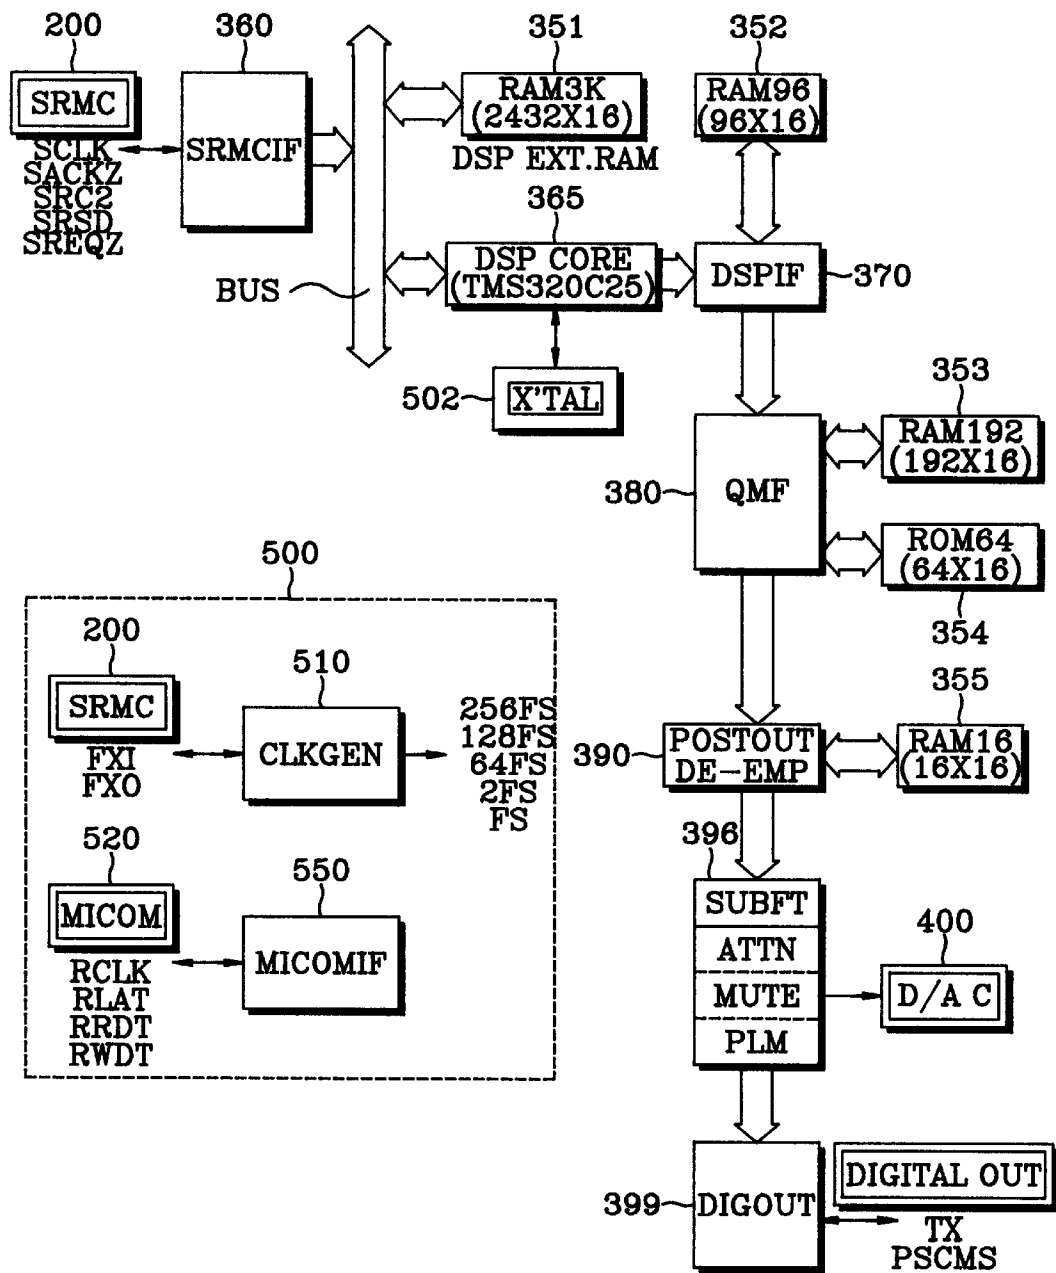 200
360
351
352
SRMC
SRMCIF
RAM3K
(2432X16)
DSP EXT.RAM
RAM96
(96X16)
SCLK
SACKZ
SRC2
SRSD
SREQZ
365
BUS
DSP CORE
(TMS320C25)
DSPIF
370
502
X'TAL
353
RAM192
(192X16)
380
QMF
ROM64
(64X16)
354
500
200
SRMC
FXI
FXO
510
CLKGEN
256FS
128FS
64FS
2FS
FS
390
POSTOUT
DE-EMP
355
RAM16
(16X16)
520
MICOM
RCLK
RLAT
RRDT
RWDT
550
MICOMIF
396
SUBFT
ATTN
MUTE
PLM
400
D/A C
399
DIGOUT
DIGITAL OUT
TX
PSCMS